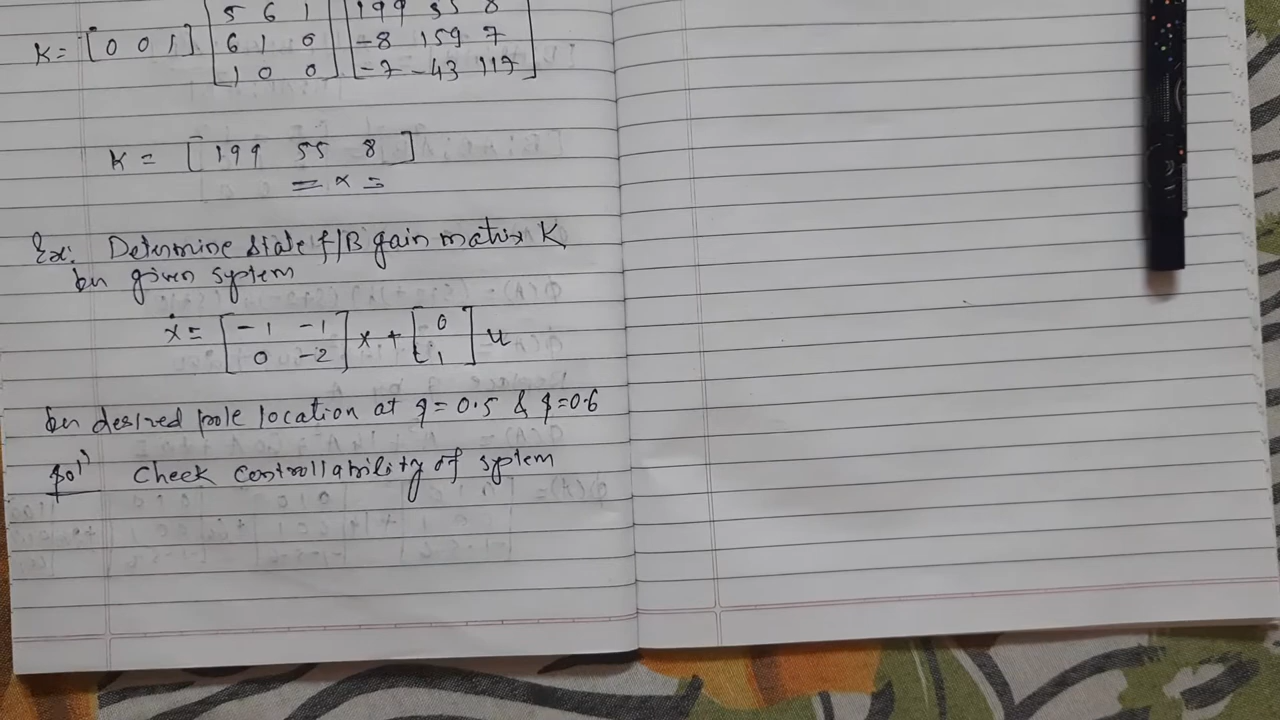 5 6 1 199 55 8
K = [0 0 1] 6 1 0 -8 159 7
1 0 0 -7 -43 117
K = [199 55 8]
= x =
Ex: Determine state f/B gain matrix K
for given system
ẋ = [-1 -1 x + [0 ] u
0 -2] 1
for desired pole location at q = 0.5 & q = 0.6
Sol") Check controllability of system